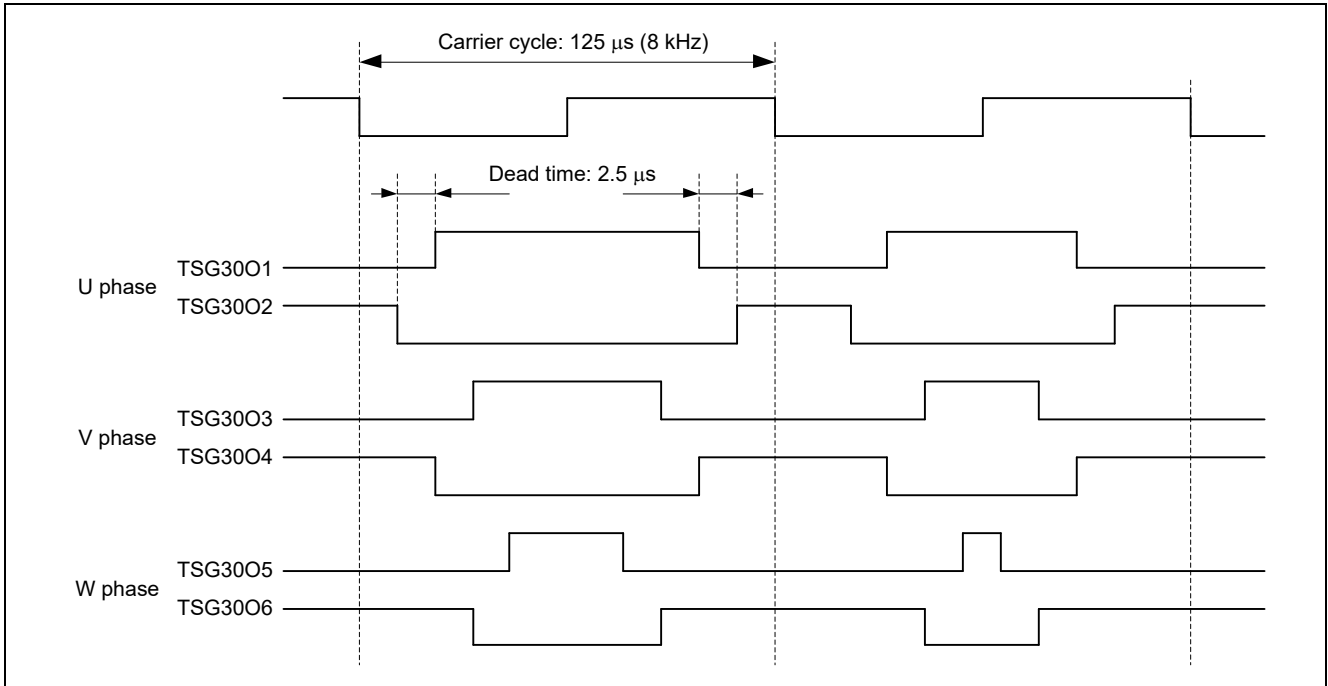 Carrier cycle: 125 μs (8 kHz)
Dead time: 2.5 μs
U phase
TSG30O1
TSG30O2
V phase
TSG30O3
TSG30O4
W phase
TSG30O5
TSG30O6